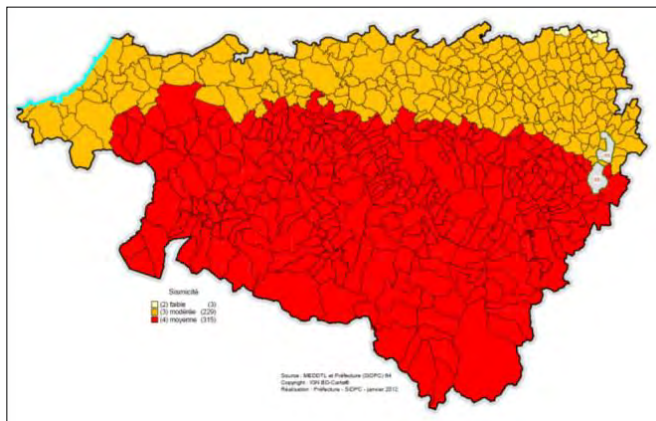 Sismicité
(2) faible (3)
(3) modérée (229)
(4) moyenne (315)
Source : MEDDTL et Préfecture (SIDPC) 64
Copyright : IGN BD-Carto®
Réalisation : Préfecture - SIDPC - janvier 2012